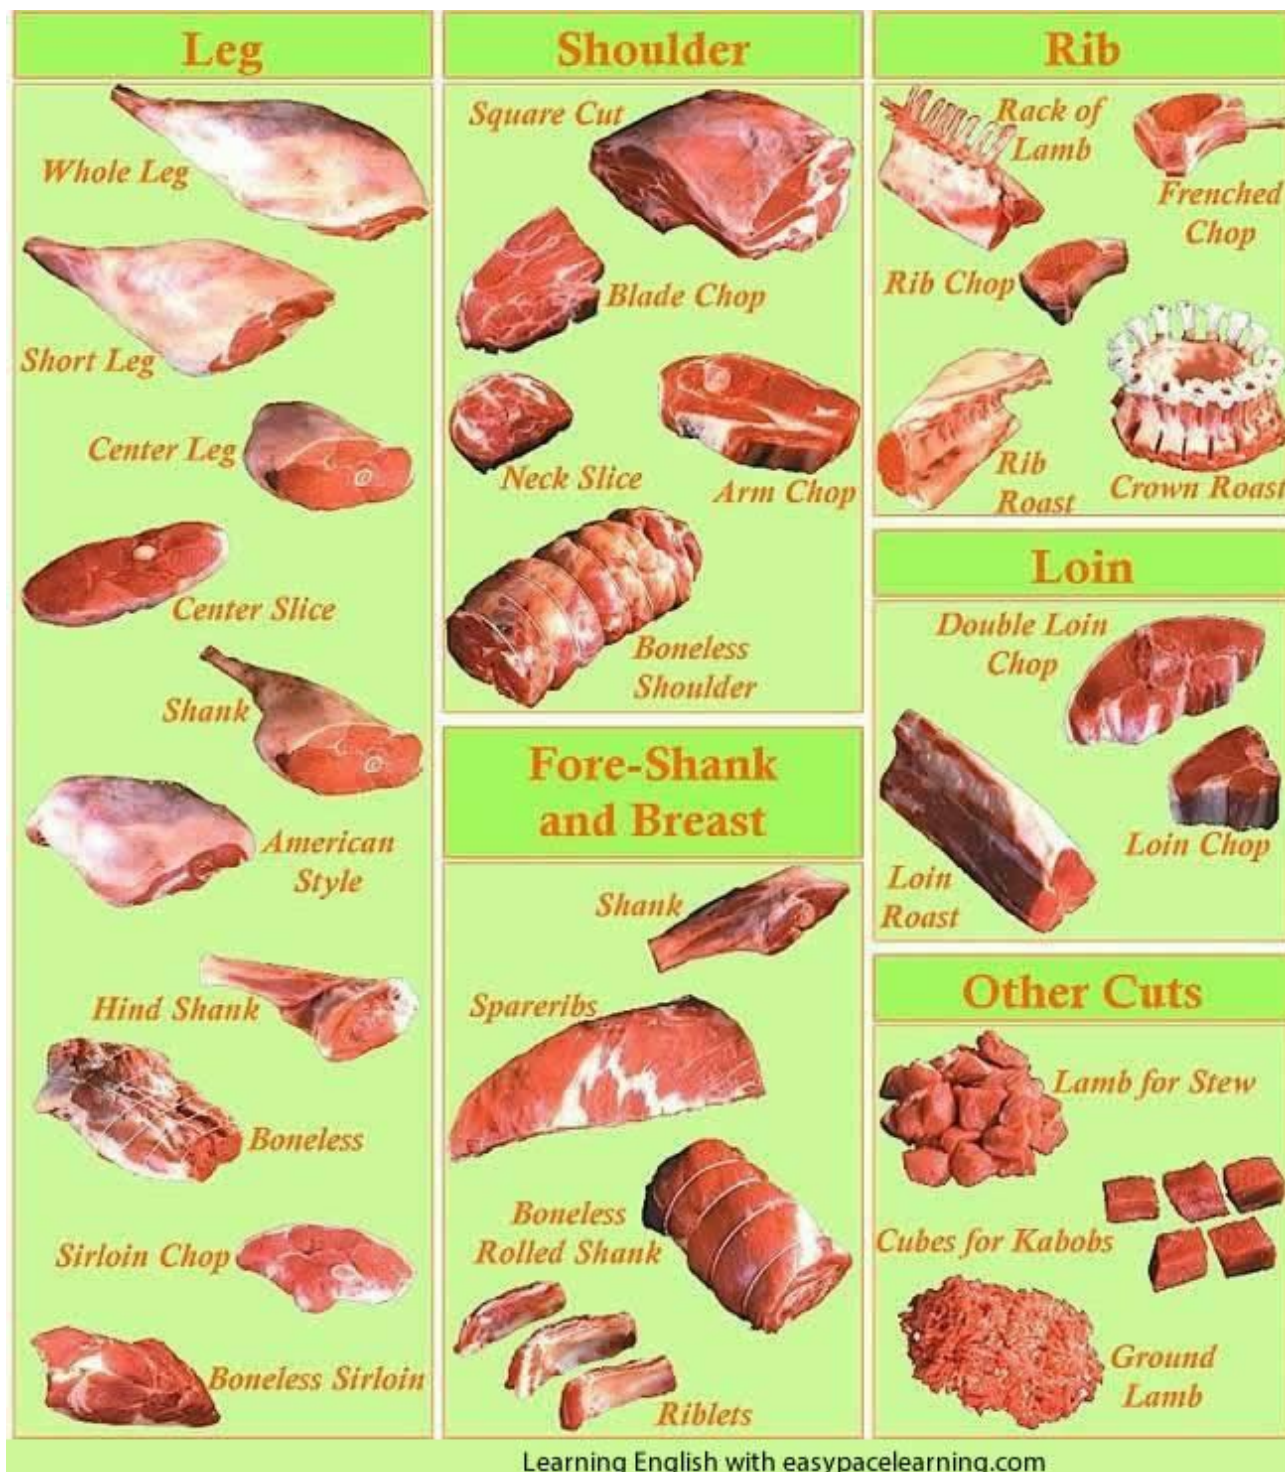 Leg
Whole Leg
Short Leg
Center Leg
Center Slice
Shank
American
Style
Hind Shank
Boneless
Sirloin Chop
Boneless Sirloin
Shoulder
Square Cut
Blade Chop
Neck Slice
Arm Chop
Boneless
Shoulder
Fore-Shank
and Breast
Shank
Spareribs
Boneless
Rolled Shank
Riblets
Rib
Rack of
Lamb
Frenched
Chop
Rib Chop
Rib
Roast
Crown Roast
Loin
Double Loin
Chop
Loin Chop
Loin
Roast
Other Cuts
Lamb for Stew
Cubes for Kabobs
Ground
Lamb
Learning English with easypacelearning.com